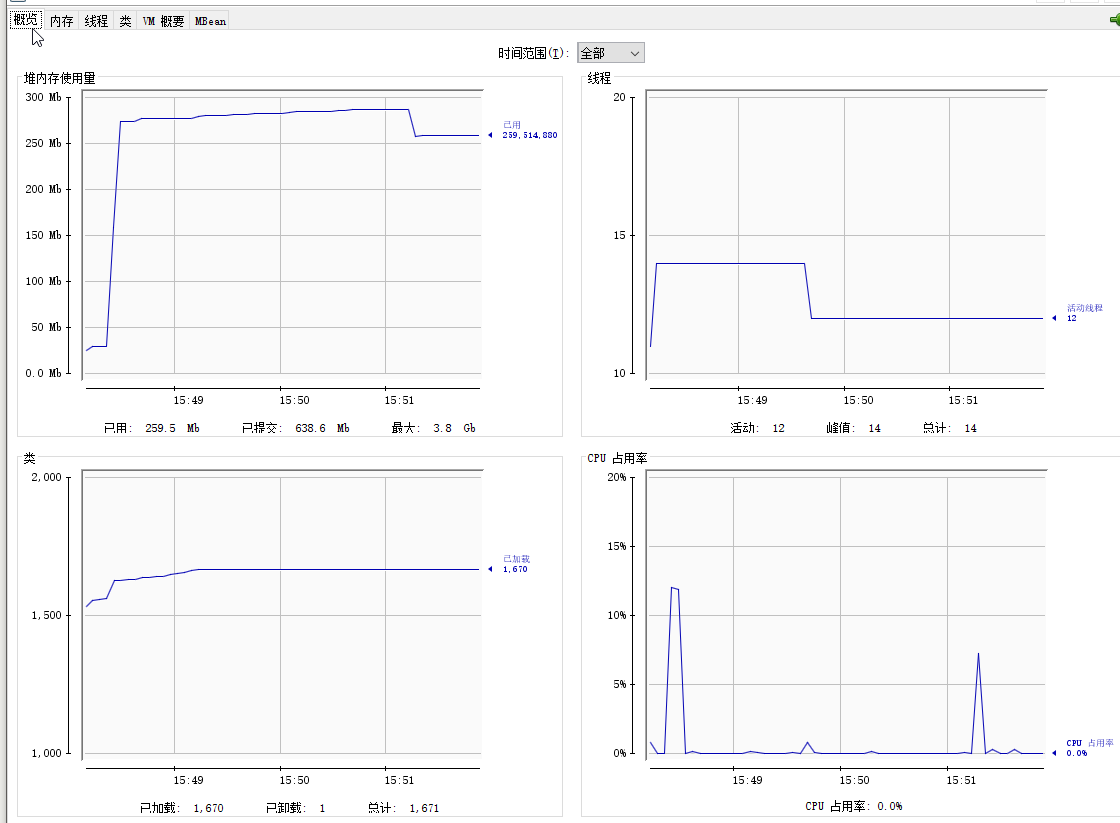 概览 内存 线程 类 VM 概要 MBean
时间范围(T): 全部
堆内存使用量
300 Mb
250 Mb
200 Mb
150 Mb
100 Mb
50 Mb
0.0 Mb
已用
259,514,880
15:49 15:50 15:51
已用: 259.5 Mb 已提交: 638.6 Mb 最大: 3.8 Gb
线程
20
15
10
活动线程
12
15:49 15:50 15:51
活动: 12 峰值: 14 总计: 14
类
2,000
1,500
1,000
已加载
1,670
15:49 15:50 15:51
已加载: 1,670 已卸载: 1 总计: 1,671
CPU 占用率
20%
15%
10%
5%
0%
CPU 占用率
0.0%
15:49 15:50 15:51
CPU 占用率: 0.0%